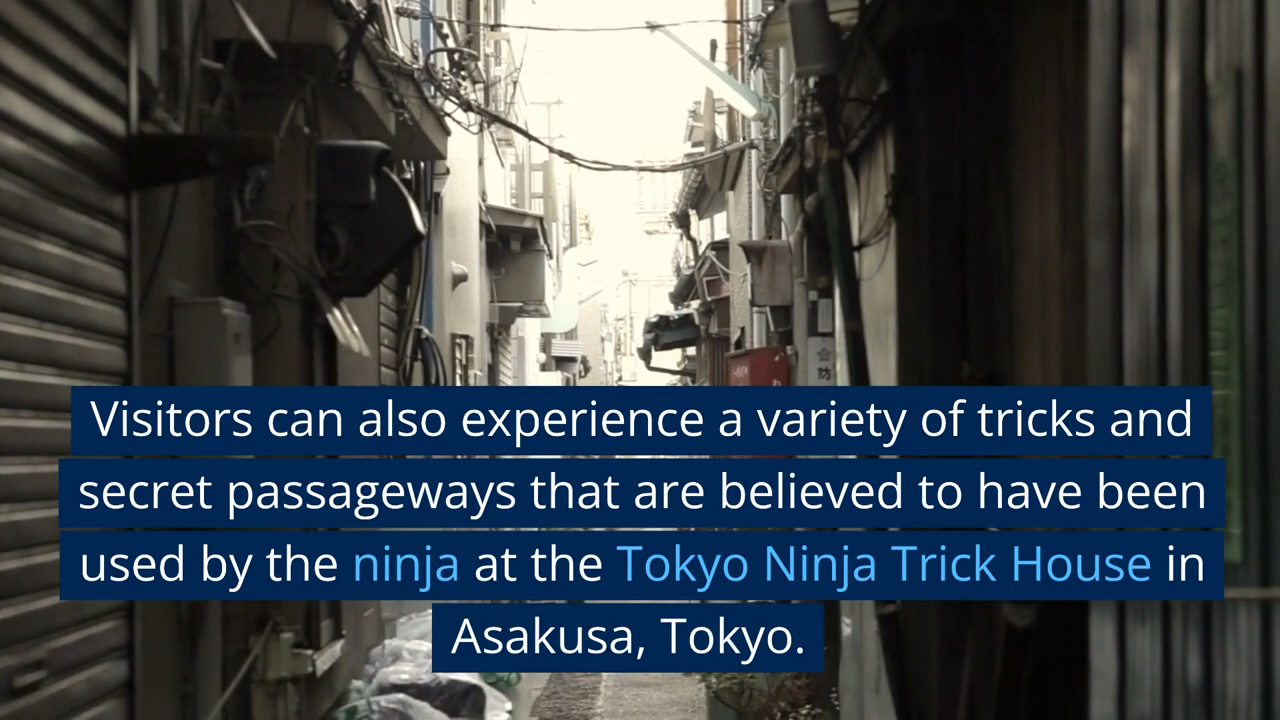 Visitors can also experience a variety of tricks and
secret passageways that are believed to have been
used by the ninja at the Tokyo Ninja Trick House in
Asakusa, Tokyo.